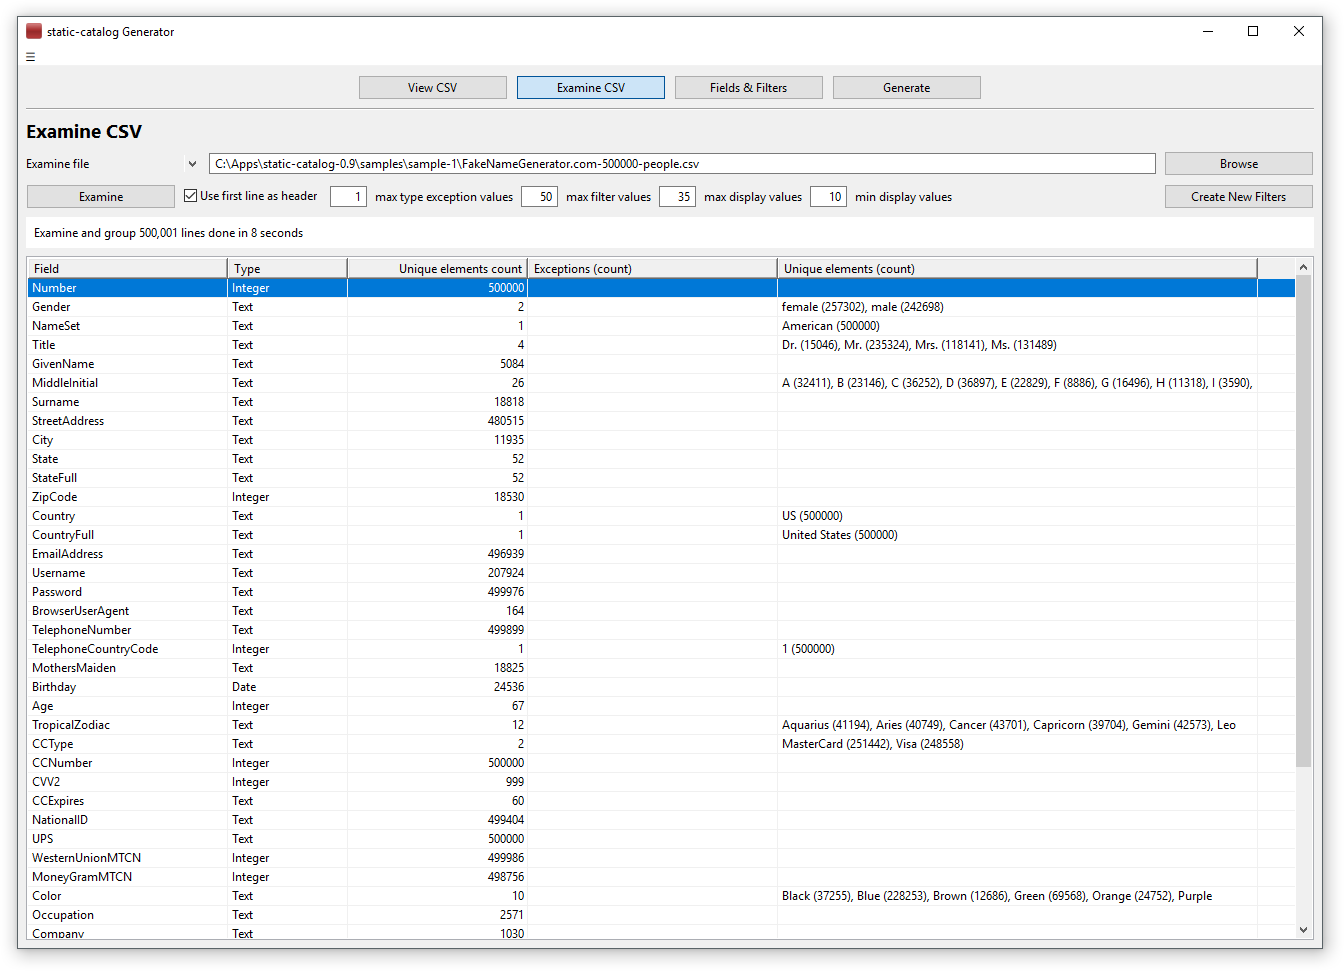 static-catalog Generator
☰
View CSV Examine CSV Fields & Filters Generate
Examine CSV
Examine file C:\Apps\static-catalog-0.9\samples\sample-1\FakeNameGenerator.com-500000-people.csv Browse
Examine Use first line as header 1 max type exception values 50 max filter values 35 max display values 10 min display values Create New Filters
Examine and group 500,001 lines done in 8 seconds
Field Type Unique elements count Exceptions (count) Unique elements (count)
Number Integer 500000
Gender Text 2 female (257302), male (242698)
NameSet Text 1 American (500000)
Title Text 4 Dr. (15046), Mr. (235324), Mrs. (118141), Ms. (131489)
GivenName Text 5084
MiddleInitial Text 26 A (32411), B (23146), C (36252), D (36897), E (22829), F (8886), G (16496), H (11318), I (3590),
Surname Text 18818
StreetAddress Text 480515
City Text 11935
State Text 52
StateFull Text 52
ZipCode Integer 18530
Country Text 1 US (500000)
CountryFull Text 1 United States (500000)
EmailAddress Text 496939
Username Text 207924
Password Text 499976
BrowserUserAgent Text 164
TelephoneNumber Text 499899
TelephoneCountryCode Integer 1 1 (500000)
MothersMaiden Text 18825
Birthday Date 24536
Age Integer 67
TropicalZodiac Text 12 Aquarius (41194), Aries (40749), Cancer (43701), Capricorn (39704), Gemini (42573), Leo
CCType Text 2 MasterCard (251442), Visa (248558)
CCNumber Integer 500000
CVV2 Integer 999
CCExpires Text 60
NationalID Text 499404
UPS Text 500000
WesternUnionMTCN Integer 499986
MoneyGramMTCN Integer 498756
Color Text 10 Black (37255), Blue (228253), Brown (12686), Green (69568), Orange (24752), Purple
Occupation Text 2571
Company Text 1030